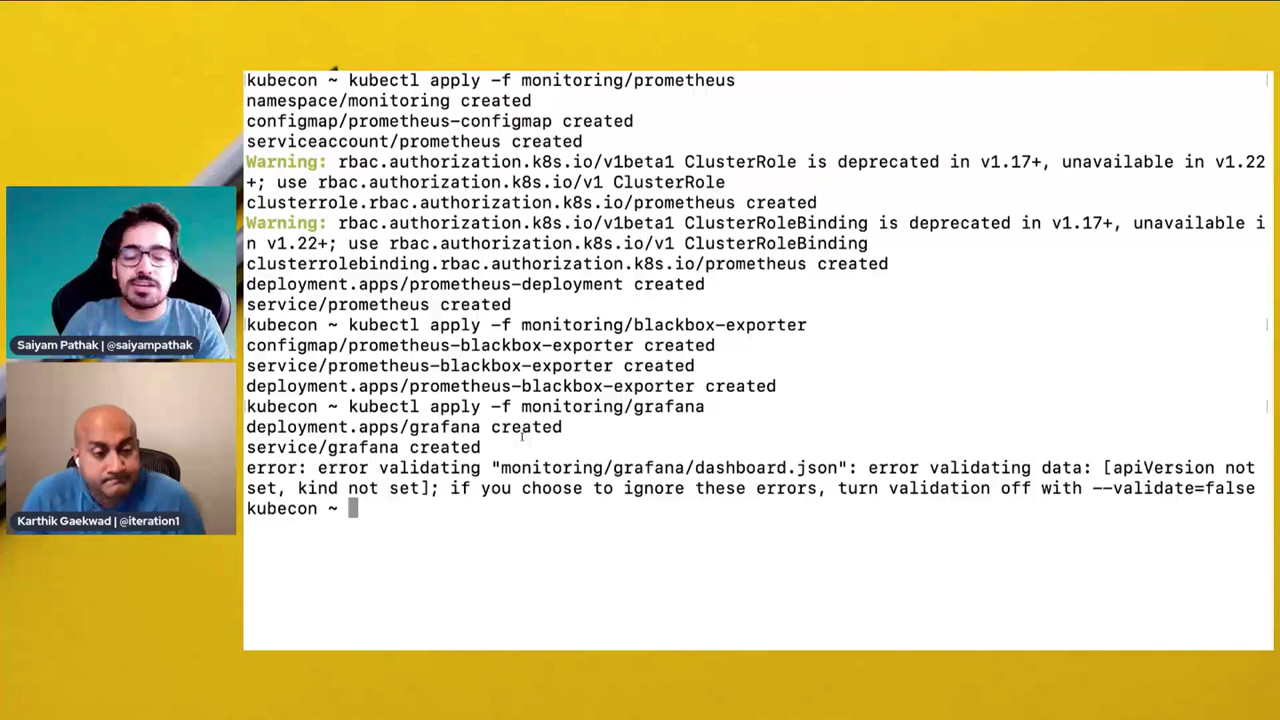 kubecon ~ kubectl apply -f monitoring/prometheus
namespace/monitoring created
configmap/prometheus-configmap created
serviceaccount/prometheus created
Warning: rbac.authorization.k8s.io/v1beta1 ClusterRole is deprecated in v1.17+, unavailable in v1.22
+; use rbac.authorization.k8s.io/v1 ClusterRole
clusterrole.rbac.authorization.k8s.io/prometheus created
Warning: rbac.authorization.k8s.io/v1beta1 ClusterRoleBinding is deprecated in v1.17+, unavailable i
n v1.22+; use rbac.authorization.k8s.io/v1 ClusterRoleBinding
clusterrolebinding.rbac.authorization.k8s.io/prometheus created
deployment.apps/prometheus-deployment created
service/prometheus created
kubecon ~ kubectl apply -f monitoring/blackbox-exporter
configmap/prometheus-blackbox-exporter created
service/prometheus-blackbox-exporter created
deployment.apps/prometheus-blackbox-exporter created
kubecon ~ kubectl apply -f monitoring/grafana
deployment.apps/grafana created
service/grafana created
error: error validating "monitoring/grafana/dashboard.json": error validating data: [apiVersion not
set, kind not set]; if you choose to ignore these errors, turn validation off with --validate=false
kubecon ~
Saiyam Pathak | @saiyampathak
Karthik Gaekwad | @iteration1